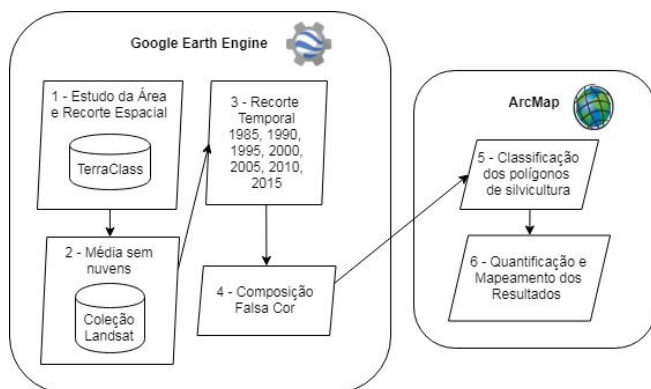 Google Earth Engine
1 - Estudo da Área
e Recorte Espacial
TerraClass
2 - Média sem
nuvens
Coleção
Landsat
3 - Recorte
Temporal
1985, 1990,
1995, 2000,
2005, 2010,
2015
4 - Composição
Falsa Cor
ArcMap
5 - Classificação
dos polígonos
de silvicultura
6 - Quantificação e
Mapeamento dos
Resultados